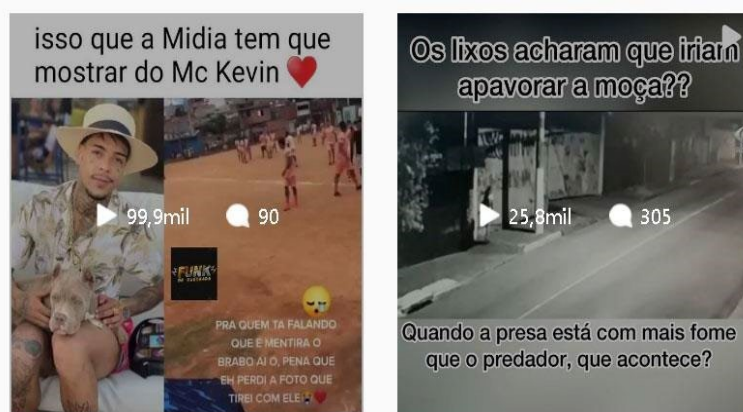 isso que a Midia tem que
mostrar do Mc Kevin ❤️
99,9mil 90
FUNK
PRA QUEM TA FALANDO
QUE É MENTIRA O
BRABO AI Ó, PENA QUE
EH PERDI A FOTO QUE
TIREI COM ELE😭❤️
Os lixos acharam que iriam
apavorar a moça??
25,8mil 305
Quando a presa está com mais fome
que o predador, que acontece?